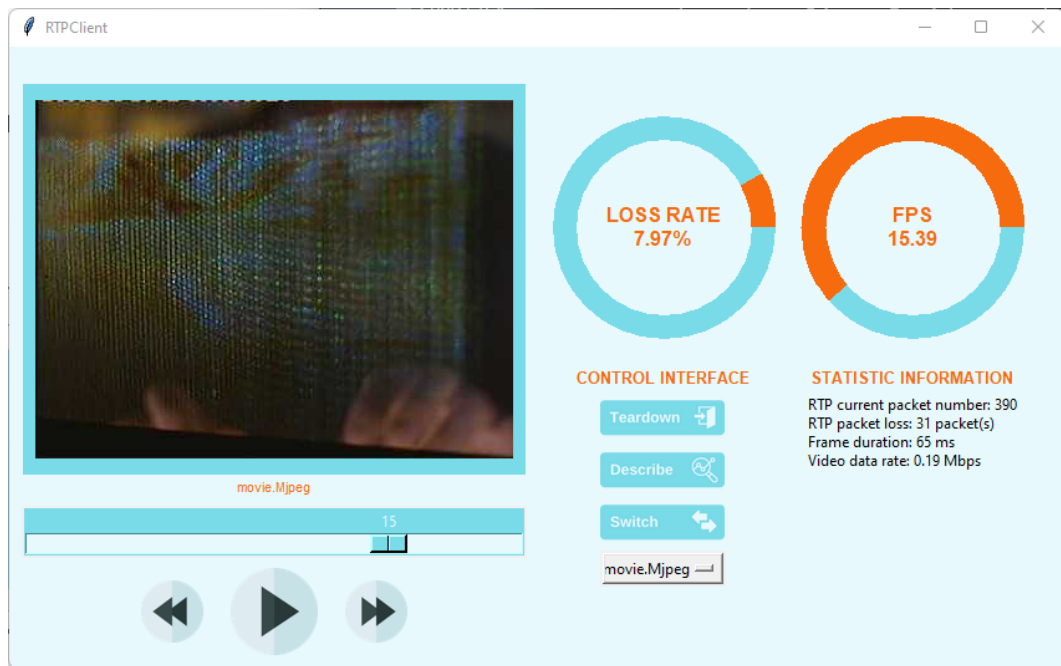 RTPClient
LOSS RATE
7.97%
FPS
15.39
movie.Mjpeg
15
CONTROL INTERFACE
Teardown
Describe
Switch
movie.Mjpeg
STATISTIC INFORMATION
RTP current packet number: 390
RTP packet loss: 31 packet(s)
Frame duration: 65 ms
Video data rate: 0.19 Mbps